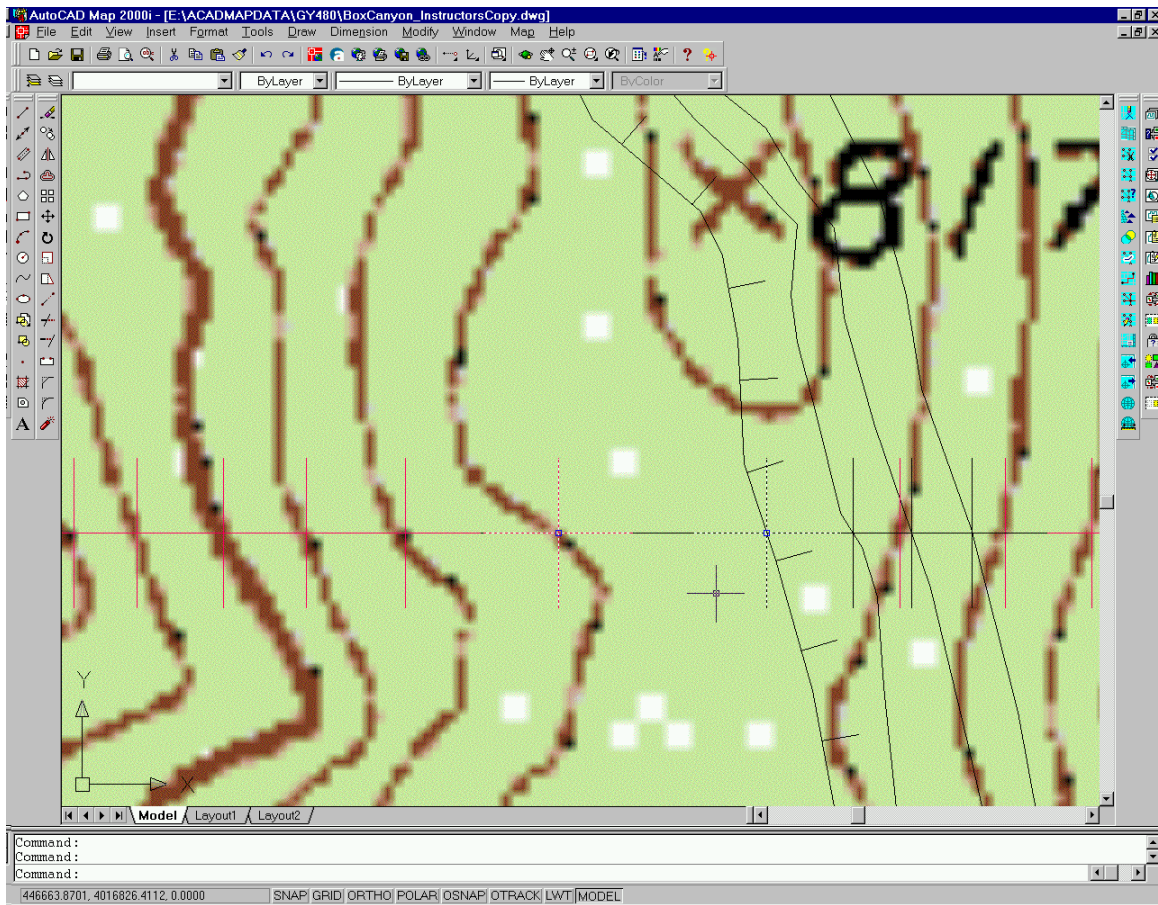 AutoCAD Map 2000i - [E:\ACADMAPDATA\GY480\BoxCanyon_InstructorsCopy.dwg]
File Edit View Insert Format Tools Draw Dimension Modify Window Map Help
ByLayer ByLayer ByLayer ByColor
A
8
Y
X
Model Layout1 Layout2
Command:
Command:
Command:
446663.8701, 4016826.4112, 0.0000 SNAP GRID ORTHO POLAR OSNAP OTRACK LWT MODEL